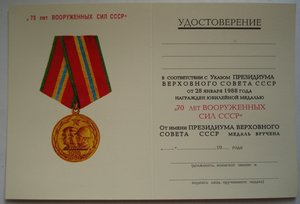 „70 лет ВООРУЖЕННЫХ СИЛ СССР"
УДОСТОВЕРЕНИЕ
В СООТВЕТСТВИИ С УКАЗОМ ПРЕЗИДИУМА
ВЕРХОВНОГО СОВЕТА СССР
ОТ 28 ЯНВАРЯ 1988 ГОДА
НАГРАЖДЕН ЮБИЛЕЙНОЙ МЕДАЛЬЮ
„70 ЛЕТ ВООРУЖЕННЫХ
СИЛ СССР"
ОТ ИМЕНИ ПРЕЗИДИУМА ВЕРХОВНОГО
СОВЕТА СССР МЕДАЛЬ ВРУЧЕНА
19 года